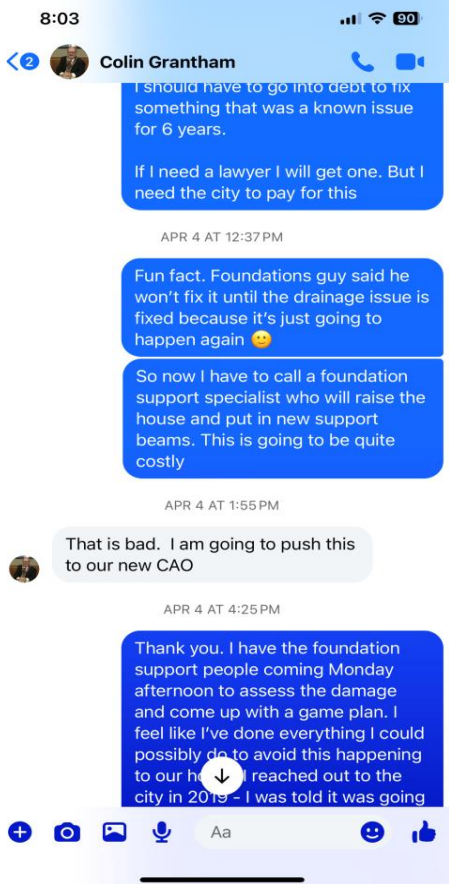 8:03
90
2
Colin Grantham
I should have to go into debt to fix
something that was a known issue
for 6 years.
If I need a lawyer I will get one. But I
need the city to pay for this
APR 4 AT 12:37 PM
Fun fact. Foundations guy said he
won't fix it until the drainage issue is
fixed because it's just going to
happen again 🙂
So now I have to call a foundation
support specialist who will raise the
house and put in new support
beams. This is going to be quite
costly
APR 4 AT 1:55 PM
That is bad.  I am going to push this
to our new CAO
APR 4 AT 4:25 PM
Thank you. I have the foundation
support people coming Monday
afternoon to assess the damage
and come up with a game plan. I
feel like I've done everything I could
possibly do to avoid this happening
to our I reached out to the
city in 2019 - I was told it was going
Aa